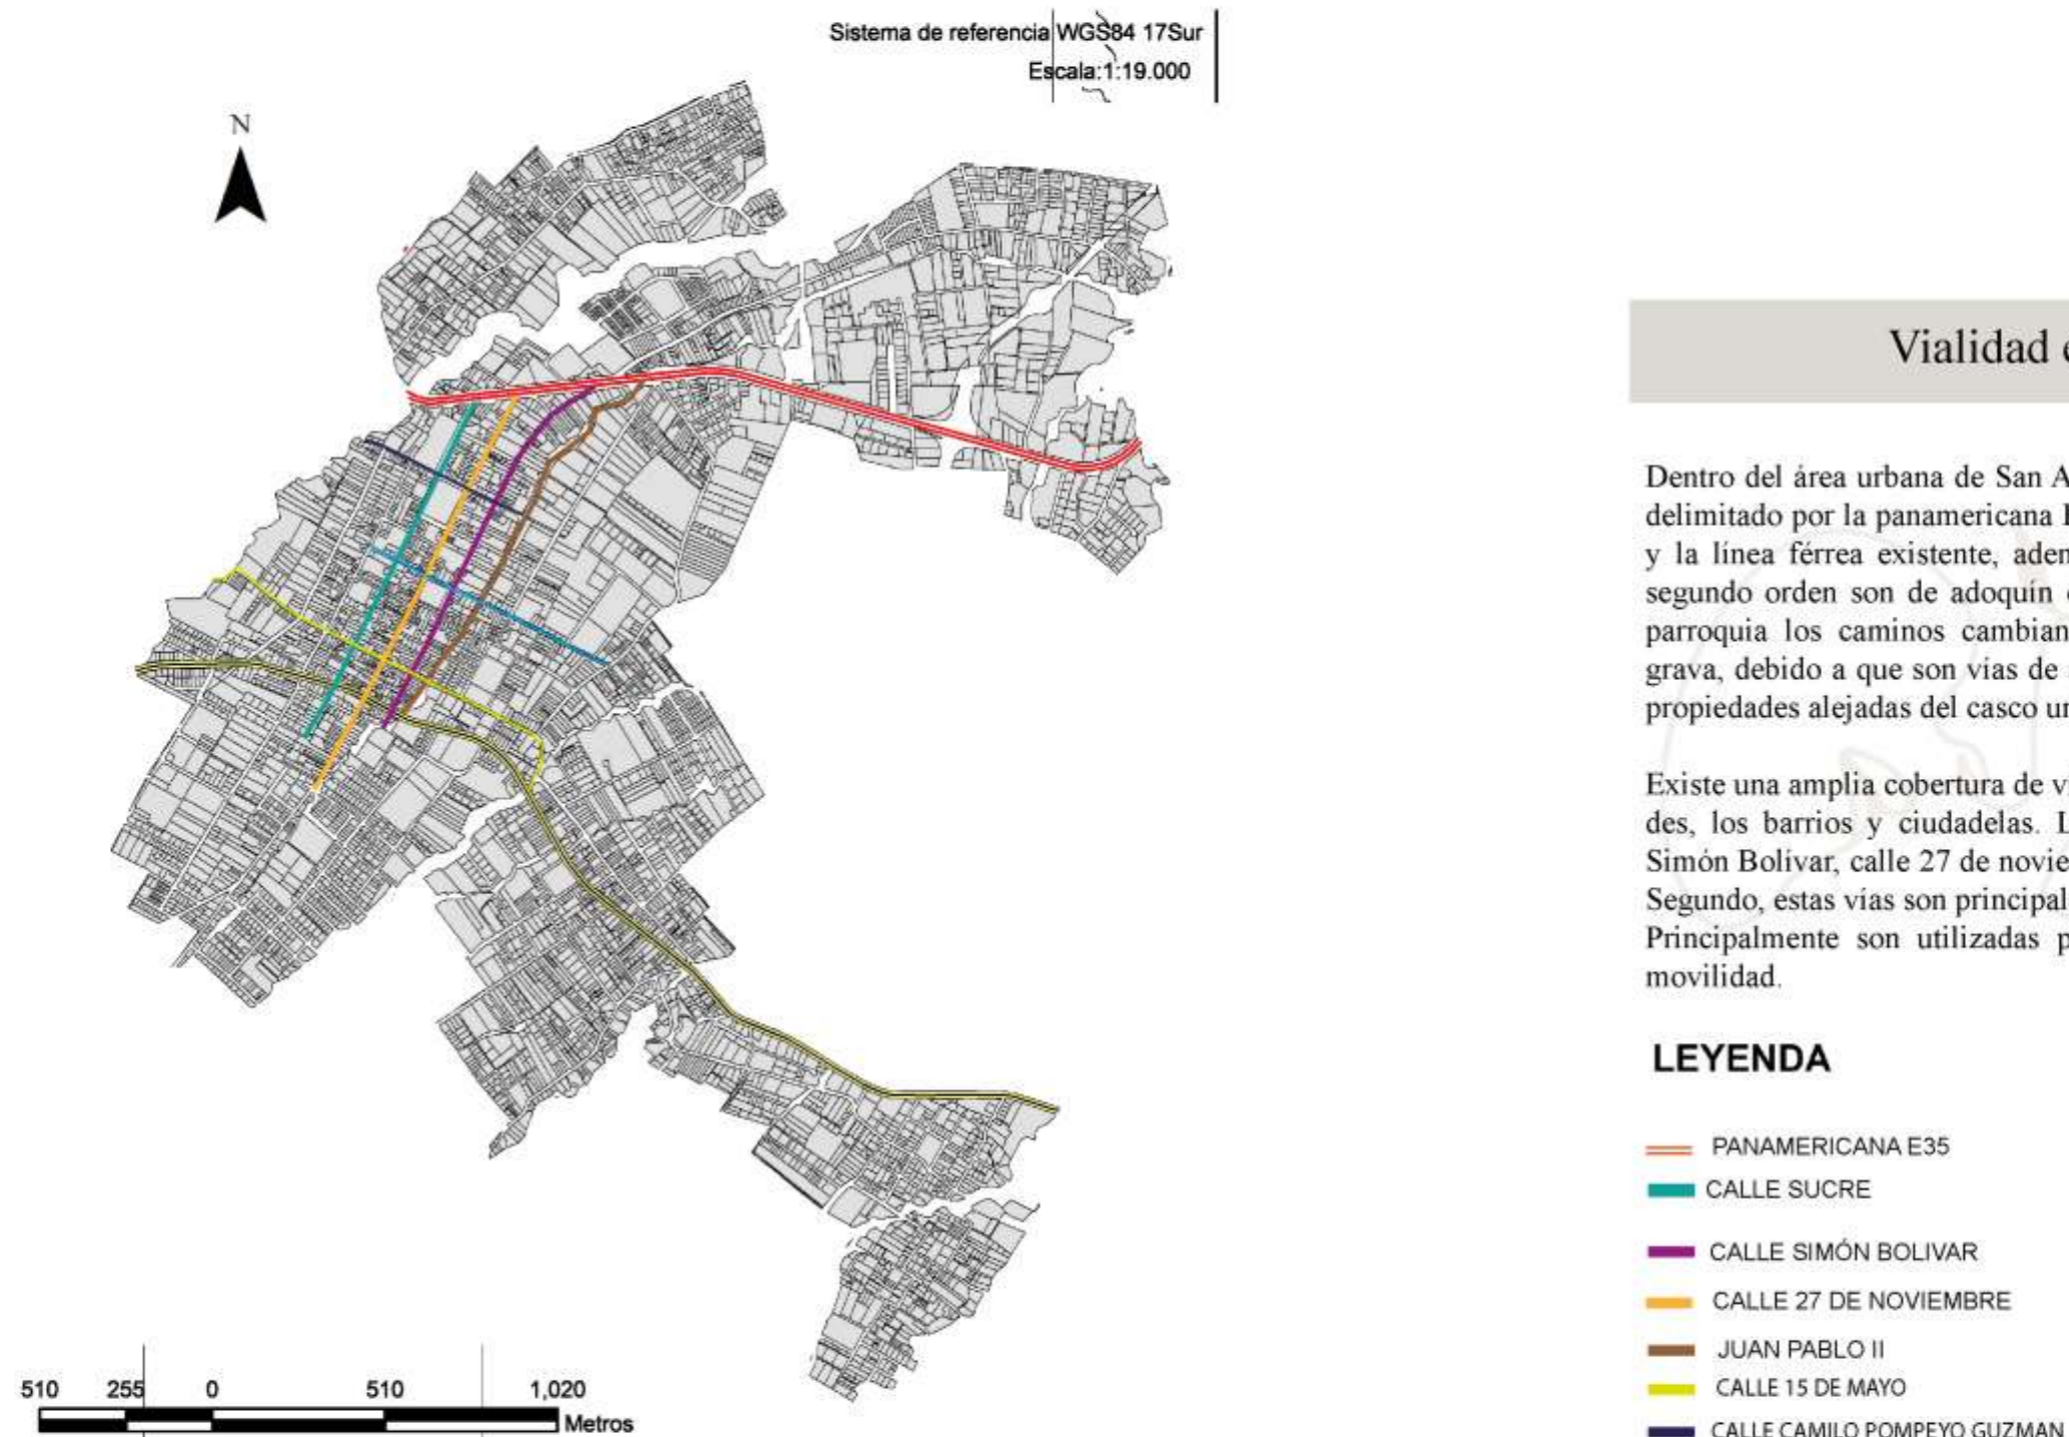 Sistema de referencia WGS84 17Sur
Escala:1:19.000
N
Vialidad
Dentro del área urbana de San A
delimitado por la panamericana
y la línea férrea existente, aden
segundo orden son de adoquín
parroquia los caminos cambian
grava, debido a que son vias de
propiedades alejadas del casco ur
Existe una amplia cobertura de v
des, los barrios y ciudadelas. L
Simón Bolívar, calle 27 de novie
Segundo, estas vías son principal
Principalmente son utilizadas p
movilidad.
LEYENDA
PANAMERICANA E35
CALLE SUCRE
CALLE SIMÓN BOLIVAR
CALLE 27 DE NOVIEMBRE
JUAN PABLO II
CALLE 15 DE MAYO
CALLE CAMILO POMPEYO GUZMAN
510 255 0 510 1,020
Metros